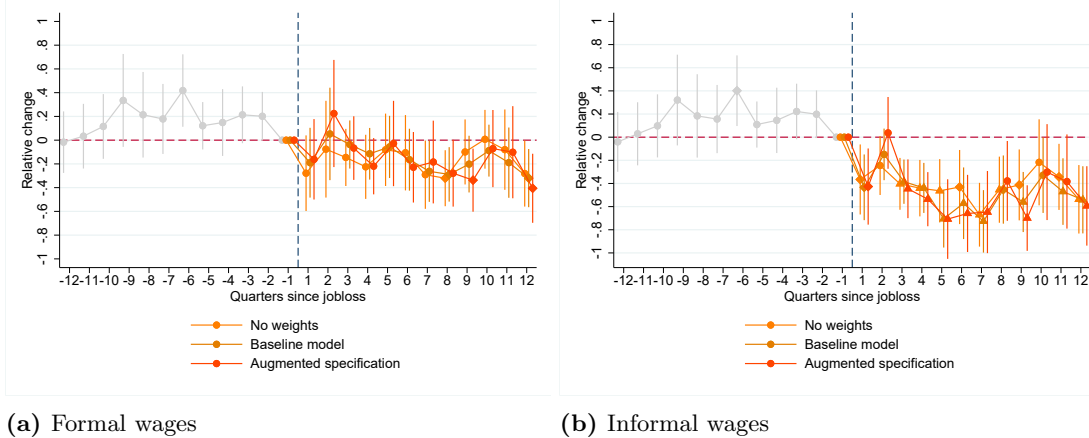 1
.8
.6
.4
.2
0
-.2
-.4
-.6
-.8
-1
Relative change
-12 -11 -10 -9 -8 -7 -6 -5 -4 -3 -2 -1 1 2 3 4 5 6 7 8 9 10 11 12
Quarters since jobloss
No weights
Baseline model
Augmented specification
(a) Formal wages
1
.8
.6
.4
.2
0
-.2
-.4
-.6
-.8
-1
Relative change
-12 -11 -10 -9 -8 -7 -6 -5 -4 -3 -2 -1 1 2 3 4 5 6 7 8 9 10 11 12
Quarters since jobloss
No weights
Baseline model
Augmented specification
(b) Informal wages